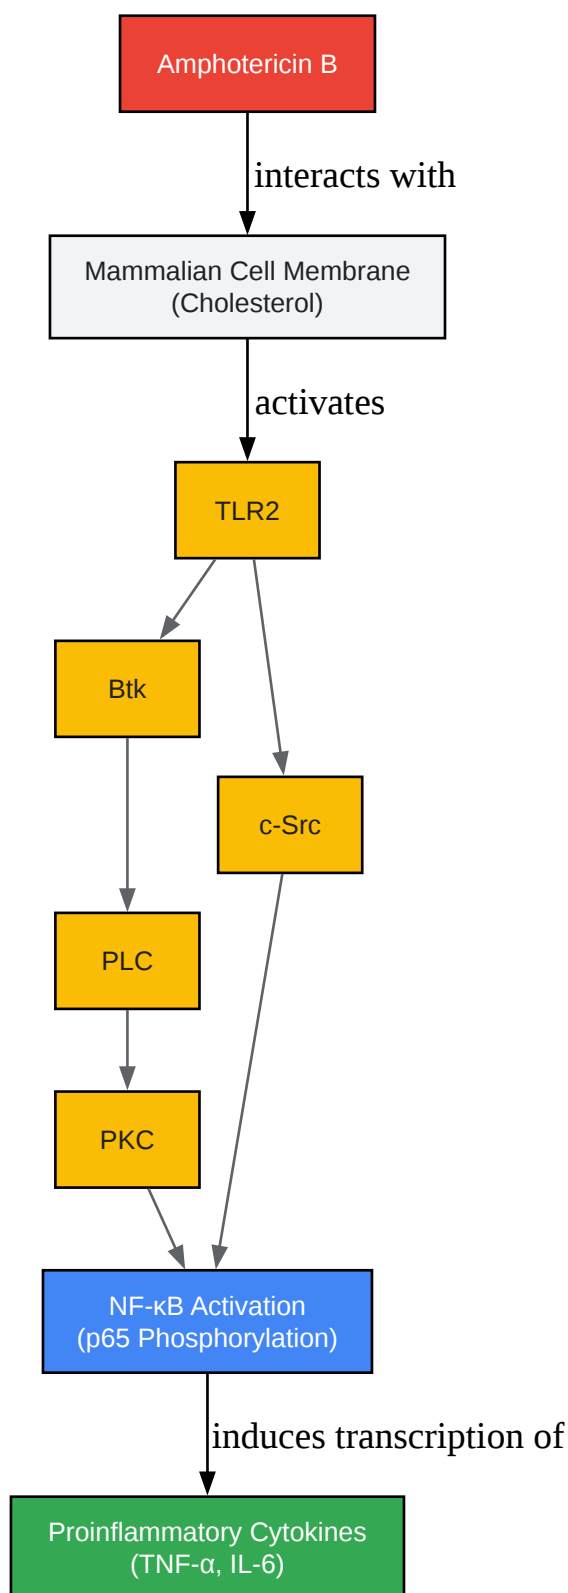 Amphotericin B
interacts with
Mammalian Cell Membrane
(Cholesterol)
activates
TLR2
Btk
c-Src
PLC
PKC
NF-κB Activation
(p65 Phosphorylation)
induces transcription of
Proinflammatory Cytokines
(TNF-α, IL-6)